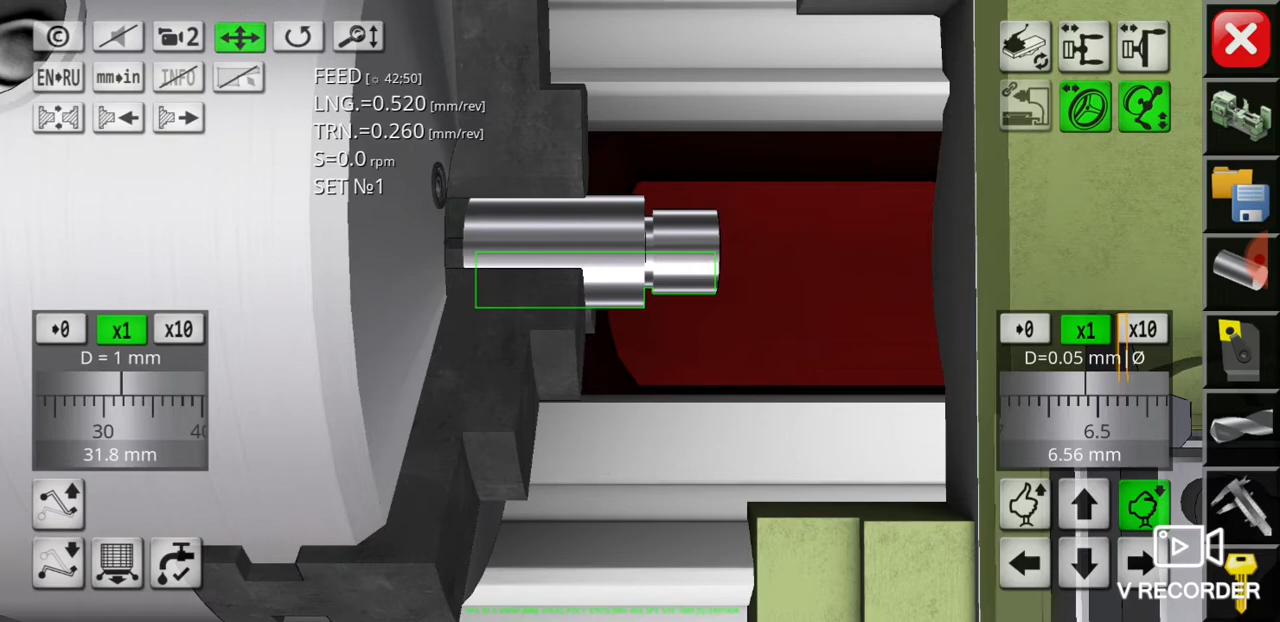 ©
2
EN▸RU
mm▸in
INFO
FEED [☼ 42;50]
LNG.=0.520 [mm/rev]
TRN.=0.260 [mm/rev]
S=0.0 rpm
SET №1
▸0 x1 x10
D = 1 mm
30 40
31.8 mm
▸0 x1 x10
D=0.05 mm Ø
6.5
6.56 mm
V RECORDER